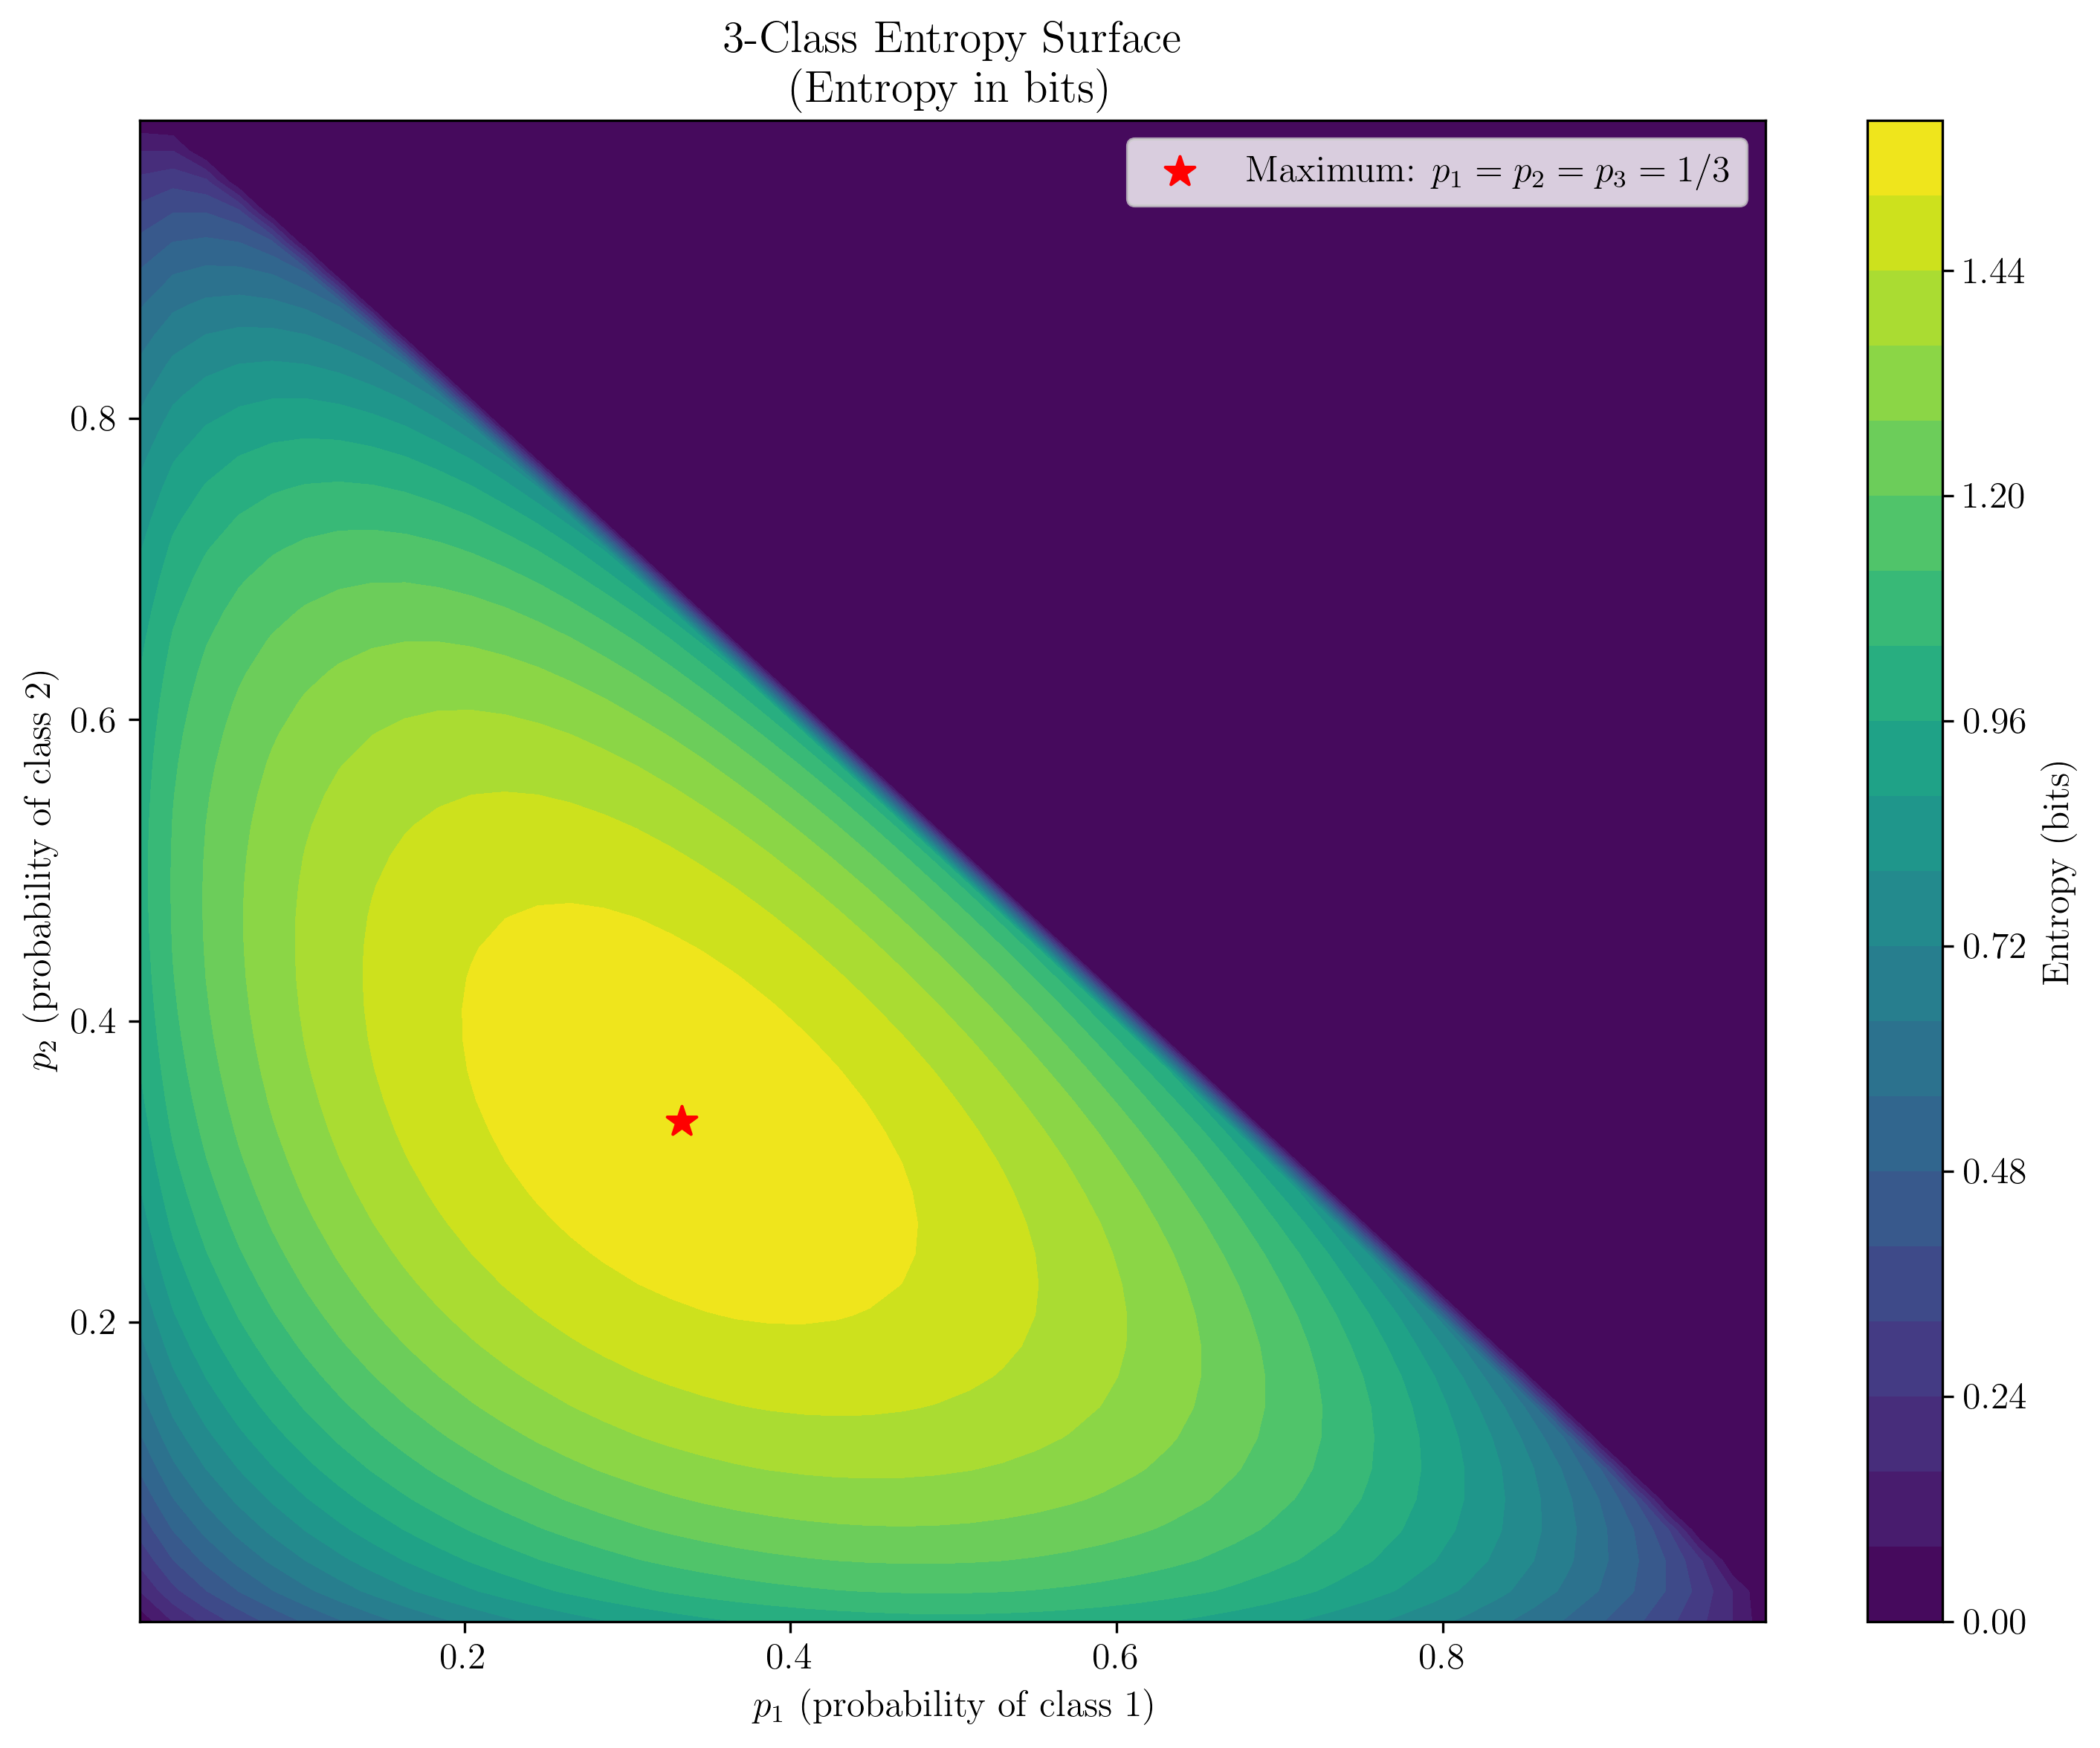 3-Class Entropy Surface
(Entropy in bits)
Maximum: p₁ = p₂ = p₃ = 1/3
p₂ (probability of class 2)
0.8
0.6
0.4
0.2
0.2
0.4
0.6
0.8
p₁ (probability of class 1)
1.44
1.20
0.96
0.72
0.48
0.24
0.00
Entropy (bits)